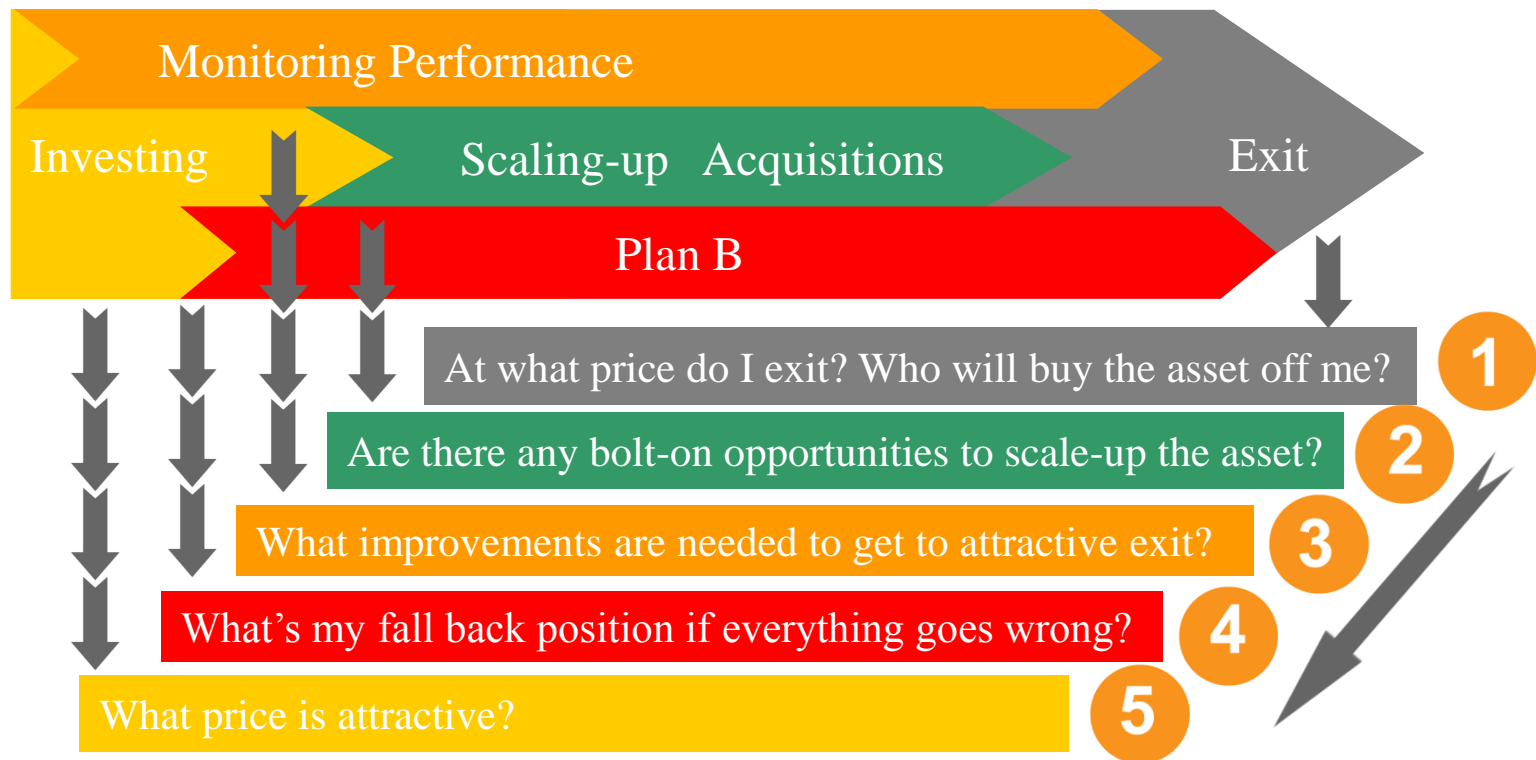 Monitoring Performance
Investing
Scaling-up Acquisitions
Exit
Plan B
At what price do I exit? Who will buy the asset off me?
1
Are there any bolt-on opportunities to scale-up the asset?
2
What improvements are needed to get to attractive exit?
3
What’s my fall back position if everything goes wrong?
4
What price is attractive?
5